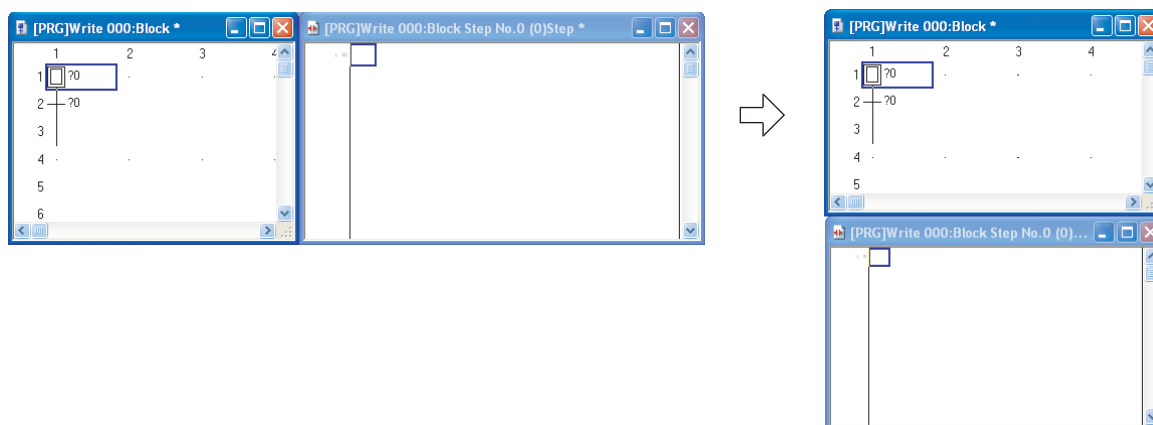 [PRG]Write 000:Block *
1 2 3 4
1 ?0
2 ?0
3
4
5
6
[PRG]Write 000:Block Step No.0 (0)Step *
[PRG]Write 000:Block *
1 2 3 4
1 ?0
2 ?0
3
4
5
[PRG]Write 000:Block Step No.0 (0)...